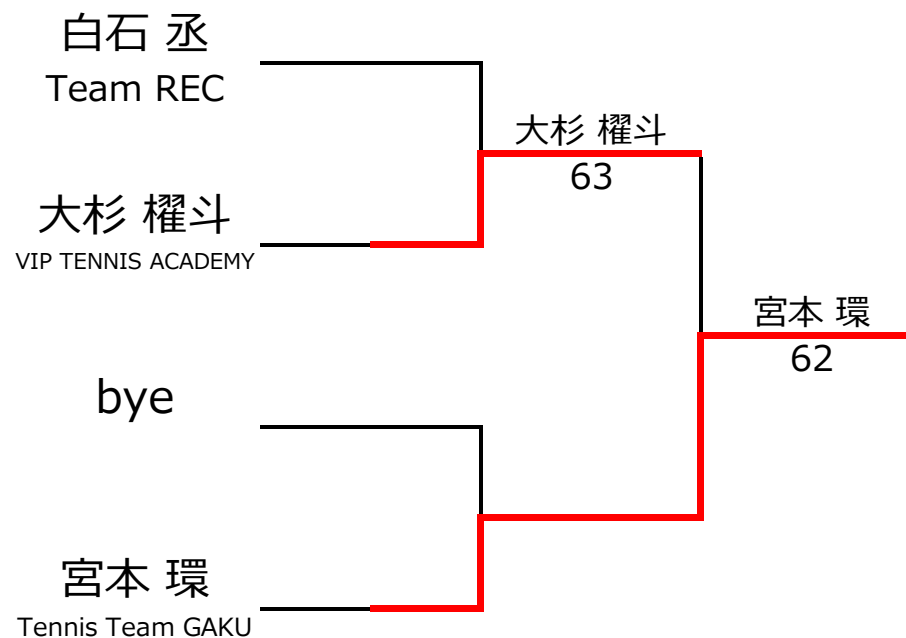 白石 丞
Team REC
大杉 櫂斗
63
大杉 櫂斗
VIP TENNIS ACADEMY
宮本 環
62
bye
宮本 環
Tennis Team GAKU